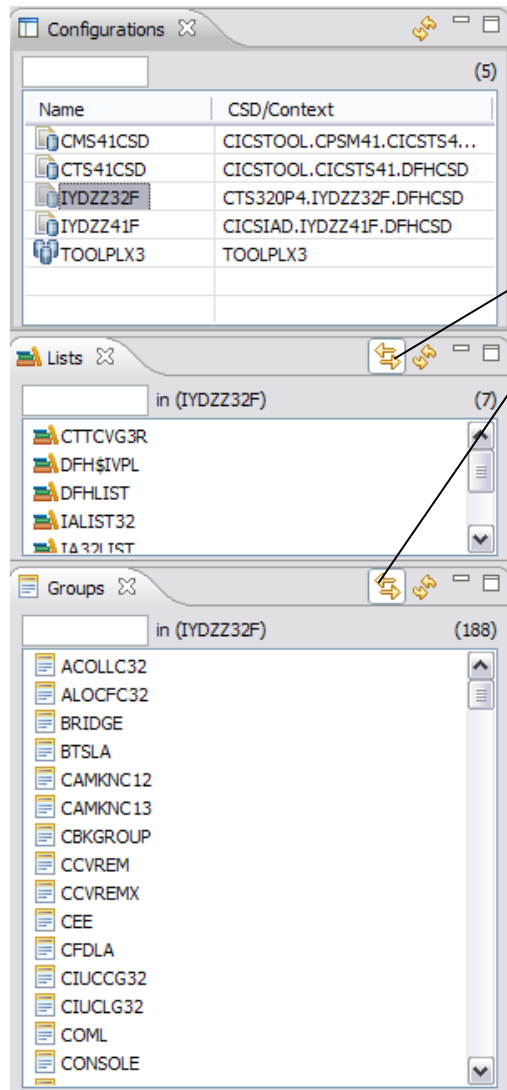 Configurations
(5)
Name CSD/Context
CMS41CSD CICSTOOL.CPSM41.CICSTS4...
CTS41CSD CICSTOOL.CICSTS41.DFHCSD
IYDZZ32F CTS320P4.IYDZZ32F.DFHCSD
IYDZZ41F CICSIAD.IYDZZ41F.DFHCSD
TOOLPLX3 TOOLPLX3
Lists
in (IYDZZ32F) (7)
CTTCVG3R
DFH$IVPL
DFHLIST
IALIST32
IA32LIST
Groups
in (IYDZZ32F) (188)
ACOLLC32
ALOCFC32
BRIDGE
BTSLA
CAMKNC12
CAMKNC13
CBKGROUP
CCVREM
CCVREMX
CEE
CFDLA
CIUCCG32
CIUCLG32
COML
CONSOLE